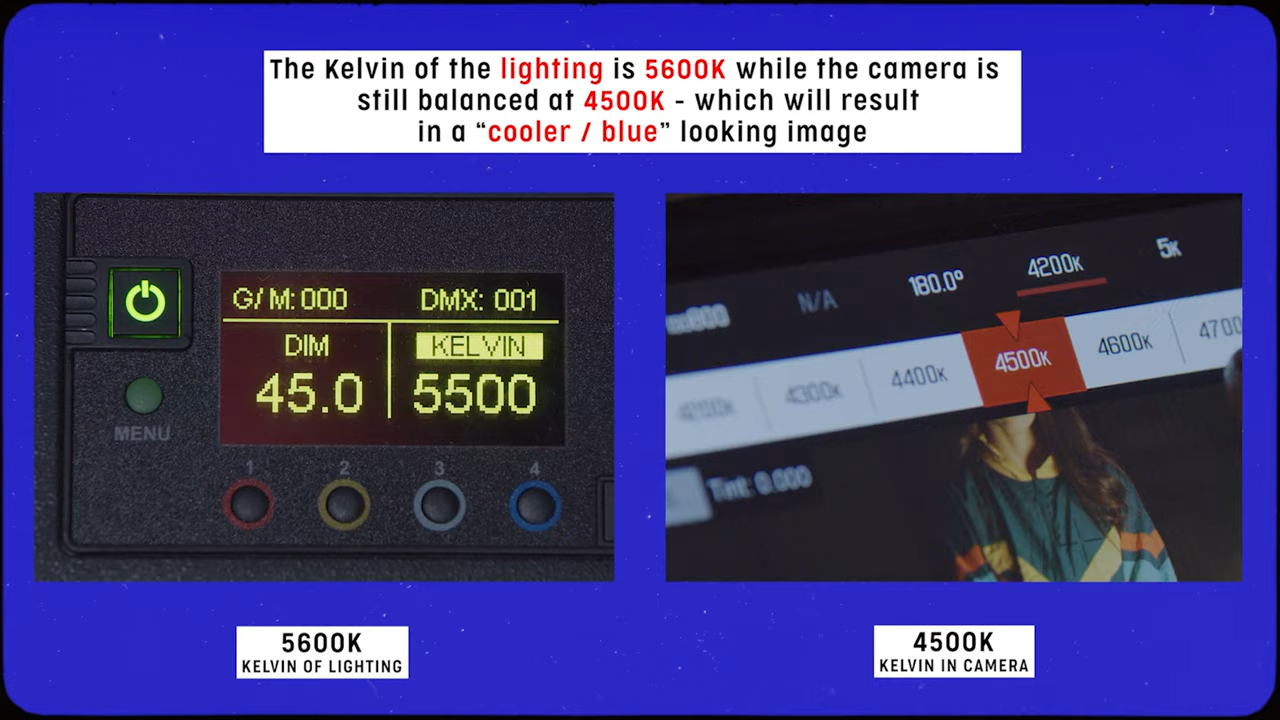 The Kelvin of the lighting is 5600K while the camera is
still balanced at 4500K - which will result
in a “cooler / blue” looking image
G/M:000 DMX: 001
DIM KELVIN
45.0 5500
MENU
1 2 3 4
N/A 180.0° 4200K 5K
4300K 4400K 4500K 4600K 4700
Tint: 0.000
5600K
KELVIN OF LIGHTING
4500K
KELVIN IN CAMERA